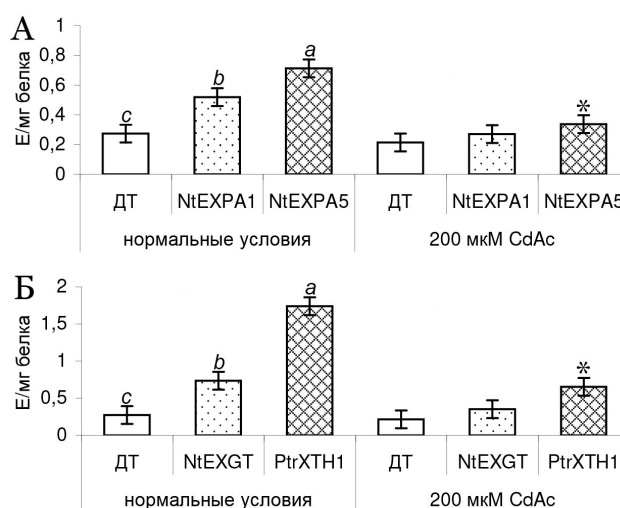 А
Е/мг белка
1
0,8
0,6
0,4
0,2
0
c
b
a
*
ДТ NtEXPA1 NtEXPA5 ДТ NtEXPA1 NtEXPA5
нормальные условия 200 мкМ CdAc
Б
Е/мг белка
2
1,5
1
0,5
0
c
b
a
*
ДТ NtEXGT PtrXTH1 ДТ NtEXGT PtrXTH1
нормальные условия 200 мкМ CdAc